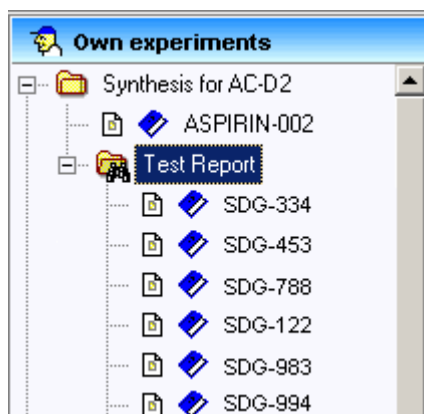 Own experiments
Synthesis for AC-D2
ASPIRIN-002
Test Report
SDG-334
SDG-453
SDG-788
SDG-122
SDG-983
SDG-994